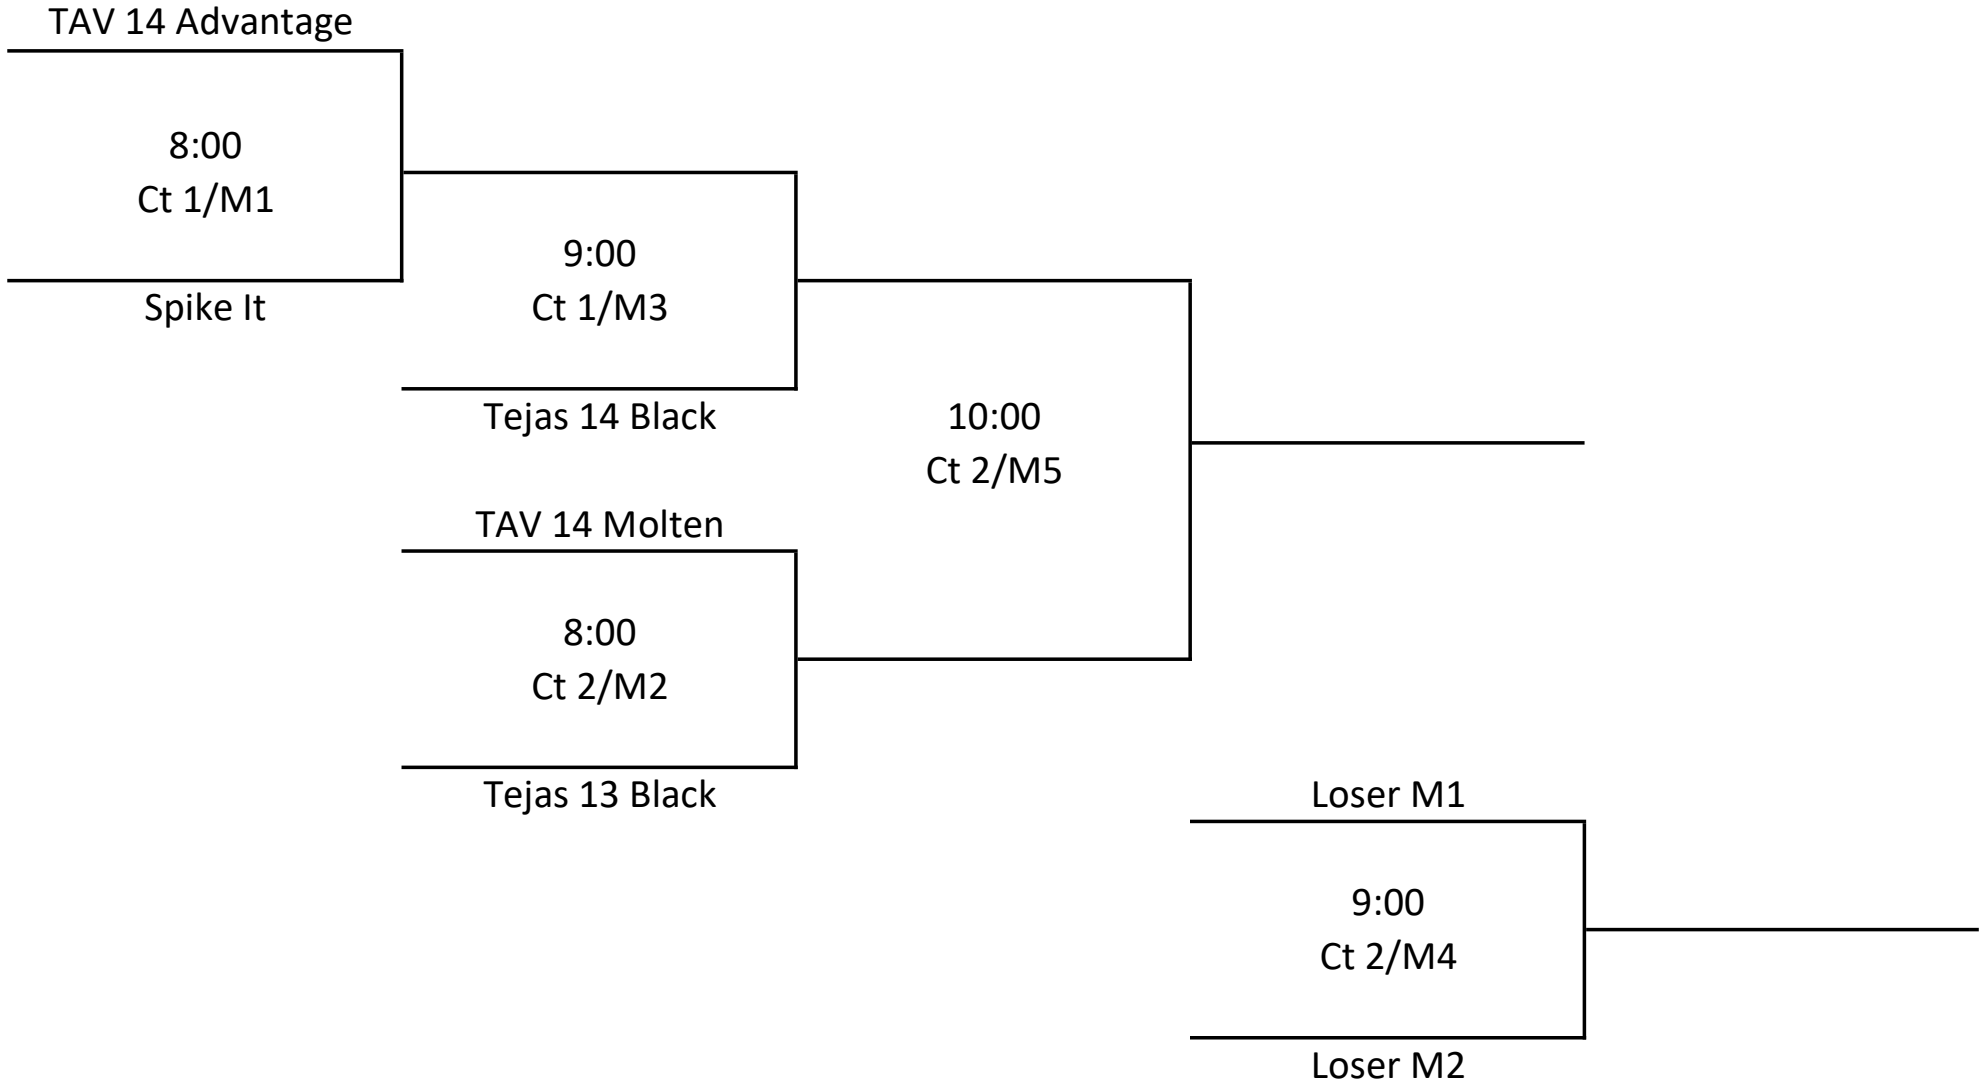 TAV 14 Advantage
8:00
Ct 1/M1
Spike It
9:00
Ct 1/M3
Tejas 14 Black
10:00
Ct 2/M5
TAV 14 Molten
8:00
Ct 2/M2
Tejas 13 Black
Loser M1
9:00
Ct 2/M4
Loser M2